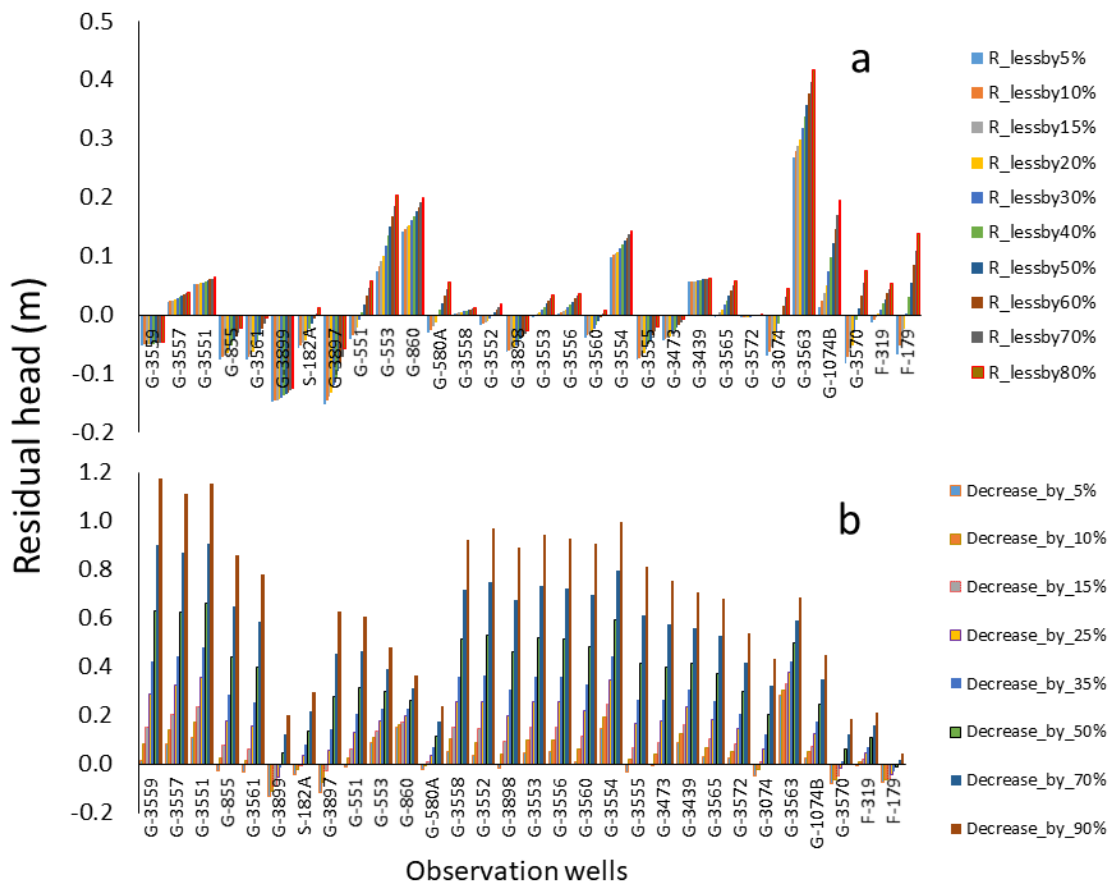 Residual head (m)
0.5
0.4
0.3
0.2
0.1
0.0
-0.1
-0.2
a
G-3559
G-3557
G-3551
G-855
G-3561
G-3899
S-182A
G-3897
G-551
G-553
G-860
G-580A
G-3558
G-3552
G-3898
G-3553
G-3556
G-3560
G-3554
G-3555
G-3473
G-3439
G-3565
G-3572
G-3074
G-3563
G-1074B
G-3570
F-319
F-179
R_lessby5%
R_lessby10%
R_lessby15%
R_lessby20%
R_lessby30%
R_lessby40%
R_lessby50%
R_lessby60%
R_lessby70%
R_lessby80%
1.2
1.0
0.8
0.6
0.4
0.2
0.0
-0.2
b
G-3559
G-3557
G-3551
G-855
G-3561
G-3899
S-182A
G-3897
G-551
G-553
G-860
G-580A
G-3558
G-3552
G-3898
G-3553
G-3556
G-3560
G-3554
G-3555
G-3473
G-3439
G-3565
G-3572
G-3074
G-3563
G-1074B
G-3570
F-319
F-179
Decrease_by_5%
Decrease_by_10%
Decrease_by_15%
Decrease_by_25%
Decrease_by_35%
Decrease_by_50%
Decrease_by_70%
Decrease_by_90%
Observation wells